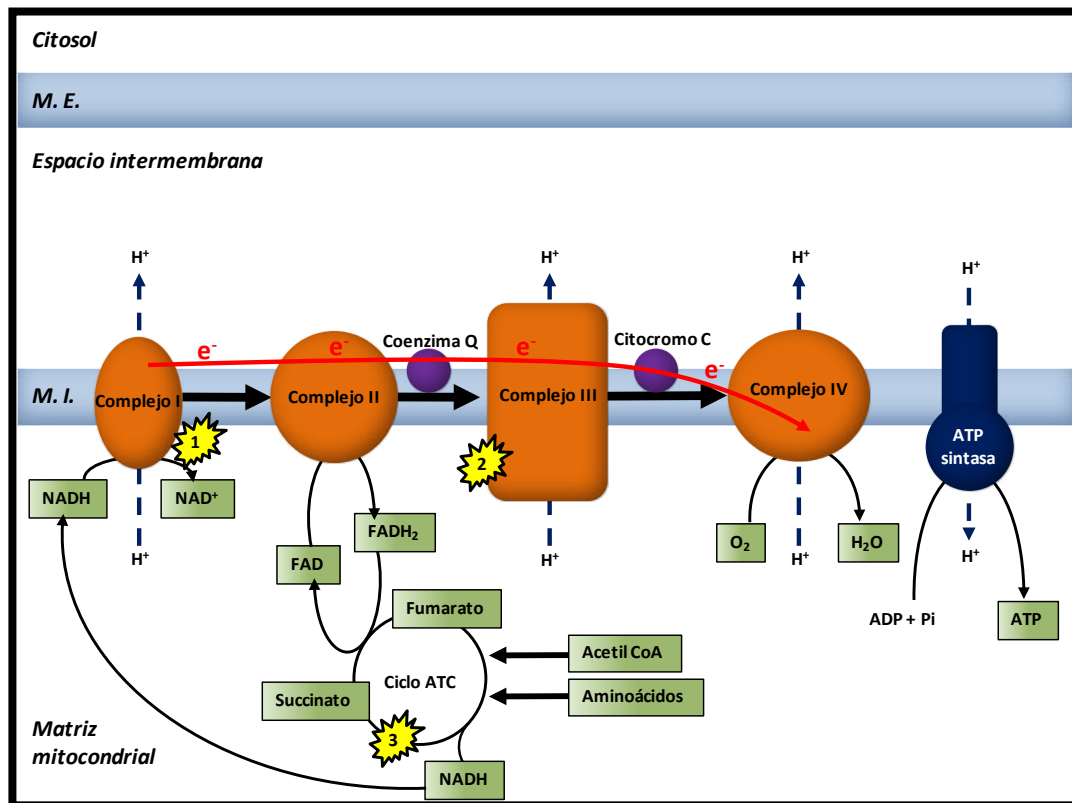 Citosol
M. E.
Espacio intermembrana
H⁺
H⁺
H⁺
H⁺
e⁻
e⁻
Coenzima Q
e⁻
Citocromo C
e⁻
M. I.
Complejo I
Complejo II
Complejo III
Complejo IV
ATP
sintasa
1
2
3
NADH
NAD⁺
H⁺
FAD
FADH₂
H⁺
O₂
H⁺
H₂O
H⁺
ADP + Pi
ATP
Fumarato
Succinato
Ciclo ATC
Acetil CoA
Aminoácidos
NADH
Matriz
mitocondrial